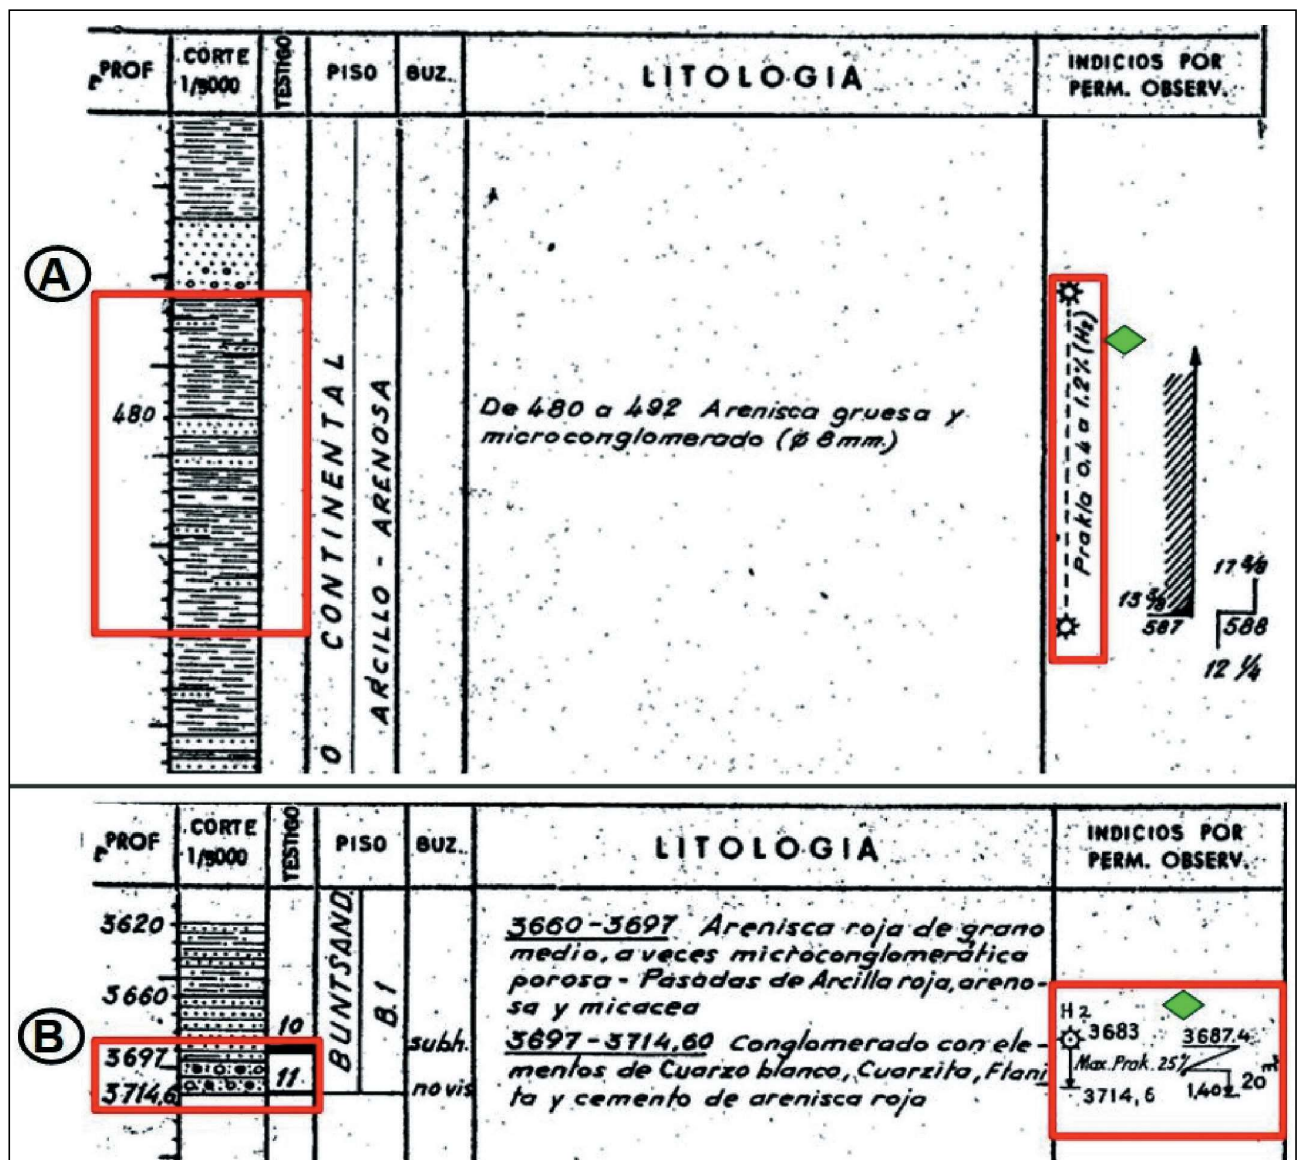 PROF
CORTE
1/5000
TESTIGO
PISO
BUZ.
LITOLOGIA
INDICIOS POR
PERM. OBSERV.
A
480
O CONTINENTAL
ARCILLO - ARENOSA
De 480 a 492 Arenisca gruesa y
microconglomerado (ϕ 8mm.)
Prakla 0,4 a 1.2% (H2)
13 3/8
587
17 3/8
588
12 1/4
PROF
CORTE
1/5000
TESTIGO
PISO
BUZ.
LITOLOGIA
INDICIOS POR
PERM. OBSERV.
B
3620
3660
3697
3714,6
10
11
BUNTSAND.
B.1
subh.
no vis
3660-3697 Arenisca roja de grano
medio, a veces microconglomerática
porosa - Pasadas de Arcilla roja, areno-
sa y micacea
3697-3714,60 Conglomerado con ele-
mentos de Cuarzo blanco, Cuarzita, Flani
ta y cemento de arenisca roja
H2
3683
3687.4
Max. Prak. 25%
3714,6
1,40
20 m3